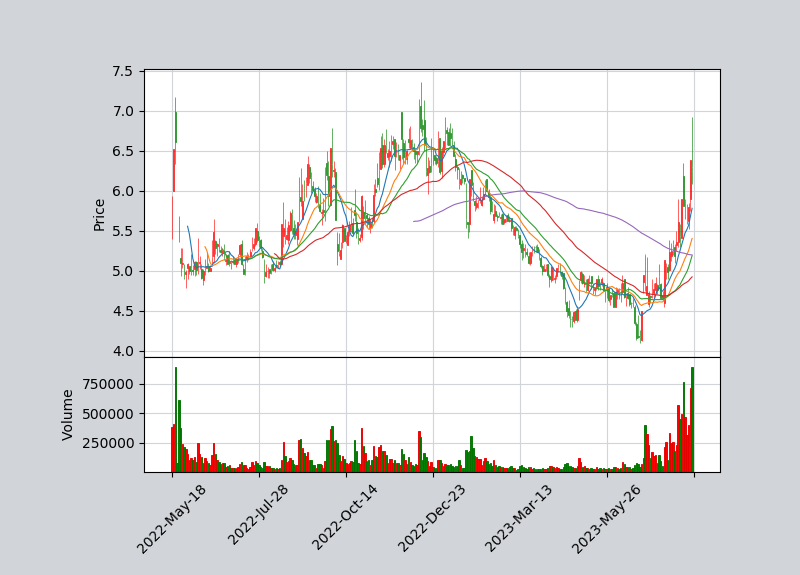 7.5
7.0
6.5
6.0
5.5
5.0
4.5
4.0
Price
750000
500000
250000
Volume
2022-May-18
2022-Jul-28
2022-Oct-14
2022-Dec-23
2023-Mar-13
2023-May-26